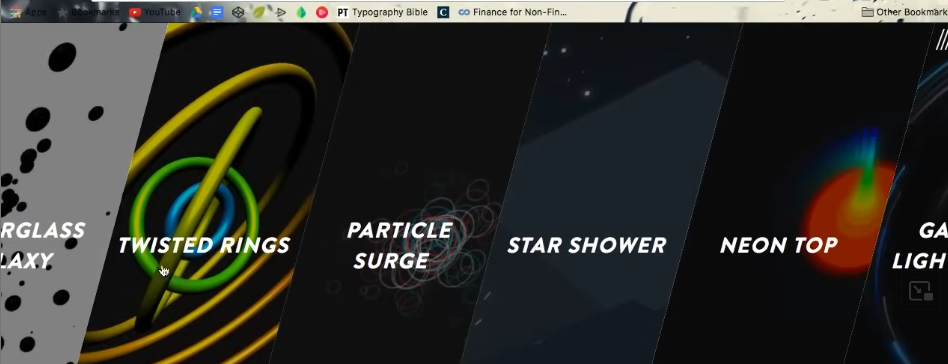 Apps Bookmarks YouTube PT Typography Bible C Finance for Non-Fin... Other Bookmark
RGLASS
LAXY
TWISTED RINGS
PARTICLE
SURGE
STAR SHOWER
NEON TOP
GA
LIGH